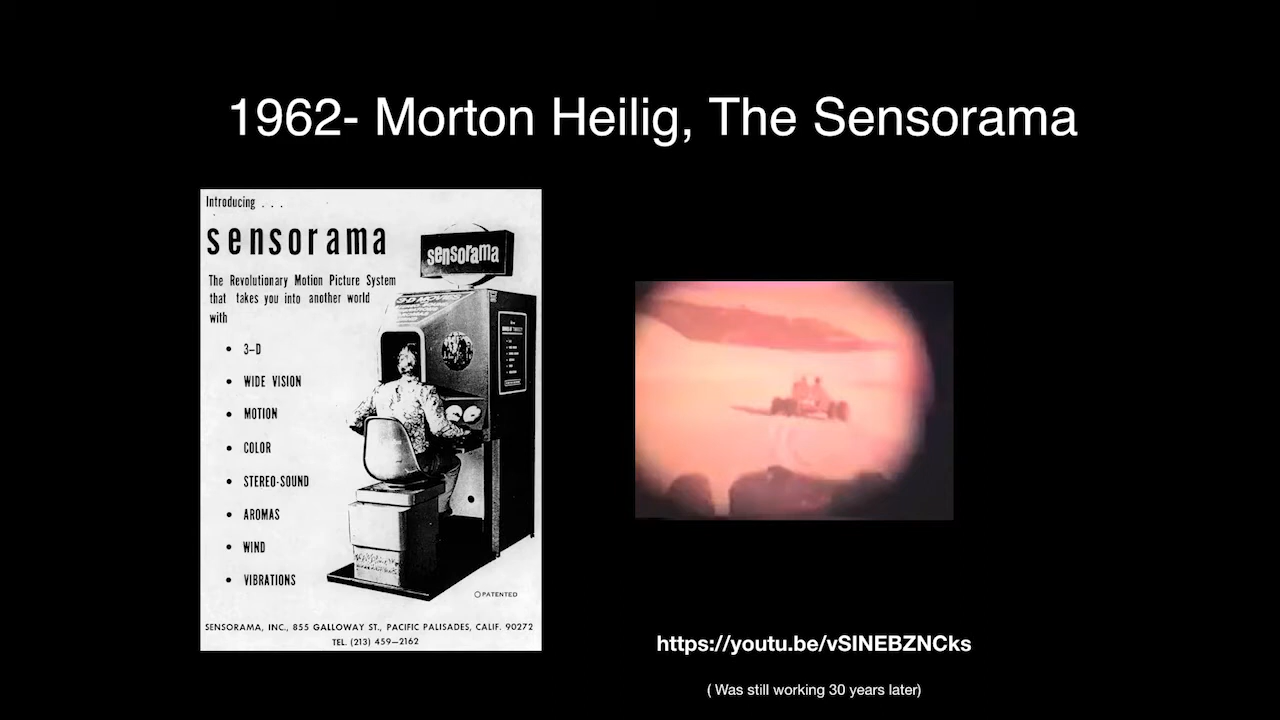 1962- Morton Heilig, The Sensorama
Introducing . . .
sensorama
sensorama
The Revolutionary Motion Picture System
that takes you into another world
with
• 3–D
• WIDE VISION
• MOTION
• COLOR
• STEREO-SOUND
• AROMAS
• WIND
• VIBRATIONS
PATENTED
SENSORAMA, INC., 855 GALLOWAY ST., PACIFIC PALISADES, CALIF. 90272
TEL. (213) 459–2162
https://youtu.be/vSINEBZNCks
( Was still working 30 years later)